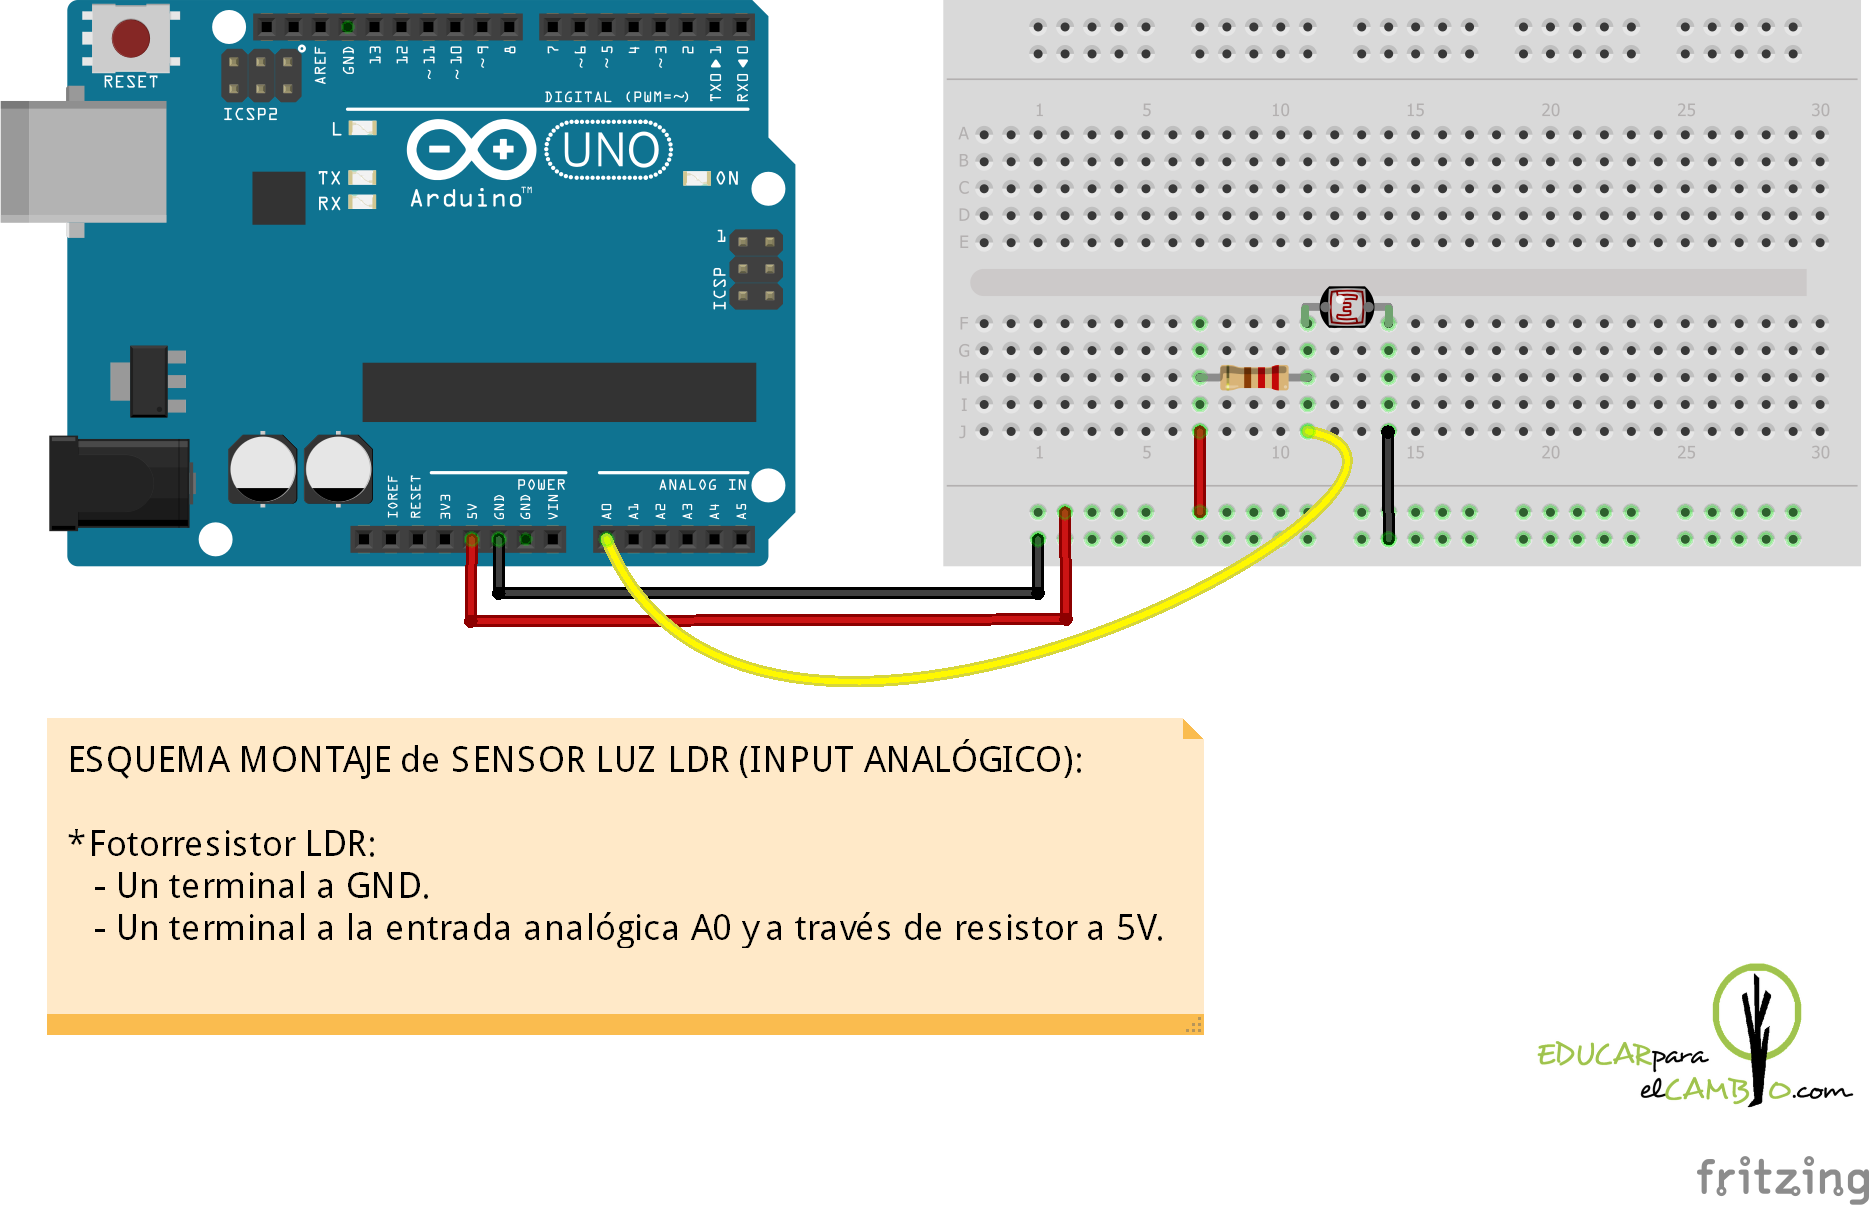 RESET
ICSP2
AREF GND 13 12 ~11 ~10 ~9 8 7 ~6 ~5 4 ~3 2 TX0▶1 RX0◀0
DIGITAL (PWM=~)
L
TX
RX
Arduino™
UNO
ON
1
ICSP
IOREF RESET 3V3 5V GND GND VIN
POWER
A0 A1 A2 A3 A4 A5
ANALOG IN
1 5 10 15 20 25 30
A
B
C
D
E
F
G
H
I
J
1 5 10 15 20 25 30
ESQUEMA MONTAJE de SENSOR LUZ LDR (INPUT ANALÓGICO):
*Fotorresistor LDR:
- Un terminal a GND.
- Un terminal a la entrada analógica A0 y a través de resistor a 5V.
EDUCARpara
elCAMBIO.com
fritzing